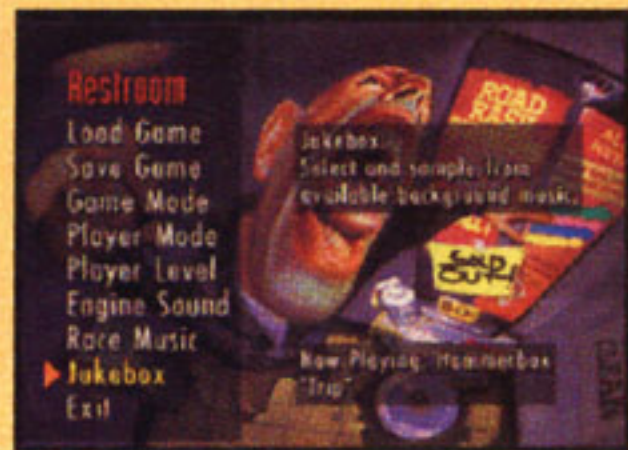 Restroom
Load Game
Save Game
Game Mode
Player Mode
Player Level
Engine Sound
Race Music
Jukebox
Exit
Jukebox
Select and sample from
available background music.
ROAD
RASH
SOLD
OUT!
Now Playing: Hammerbox
"Trip"